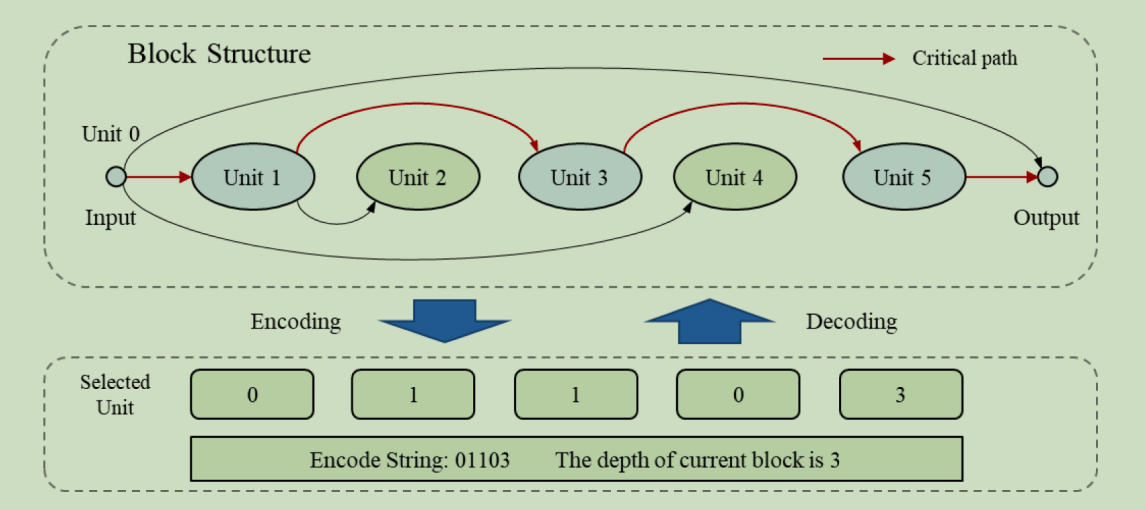 Block Structure
Critical path
Unit 0
Unit 1
Unit 2
Unit 3
Unit 4
Unit 5
Input
Output
Encoding
Decoding
Selected
Unit
0
1
1
0
3
Encode String: 01103 The depth of current block is 3